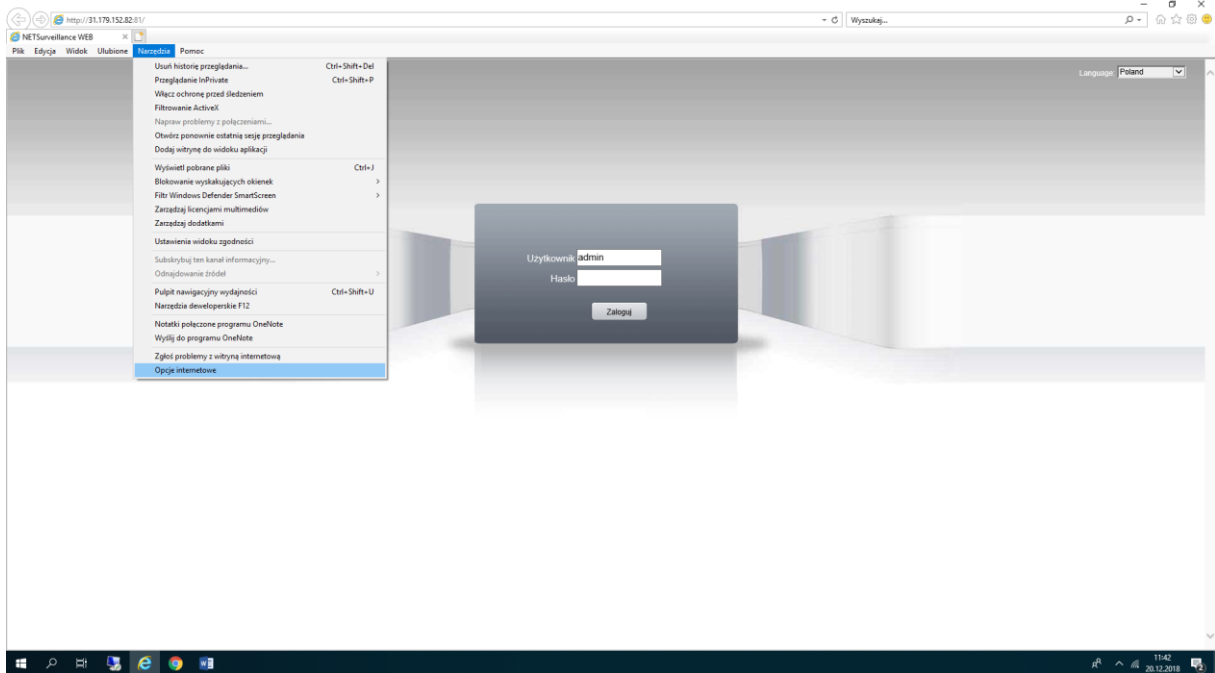 http://31.179.152.82:81/
Wyszukaj...
NETSurveillance WEB
Plik Edycja Widok Ulubione Narzędzia Pomoc
Language: Poland
Usuń historię przeglądania... Ctrl+Shift+Del
Przeglądanie InPrivate Ctrl+Shift+P
Włącz ochronę przed śledzeniem
Filtrowanie ActiveX
Napraw problemy z połączeniami...
Otwórz ponownie ostatnią sesję przeglądania
Dodaj witrynę do widoku aplikacji
Wyświetl pobrane pliki Ctrl+J
Blokowanie wyskakujących okienek
Filtr Windows Defender SmartScreen
Zarządzaj licencjami multimediów
Zarządzaj dodatkami
Ustawienia widoku zgodności
Subskrybuj ten kanał informacyjny...
Odnajdowanie źródeł
Pulpit nawigacyjny wydajności Ctrl+Shift+U
Narzędzia deweloperskie F12
Notatki połączone programu OneNote
Wyślij do programu OneNote
Zgłoś problemy z witryną internetową
Opcje internetowe
Użytkownik admin
Hasło
Zaloguj
11:42
20.12.2018